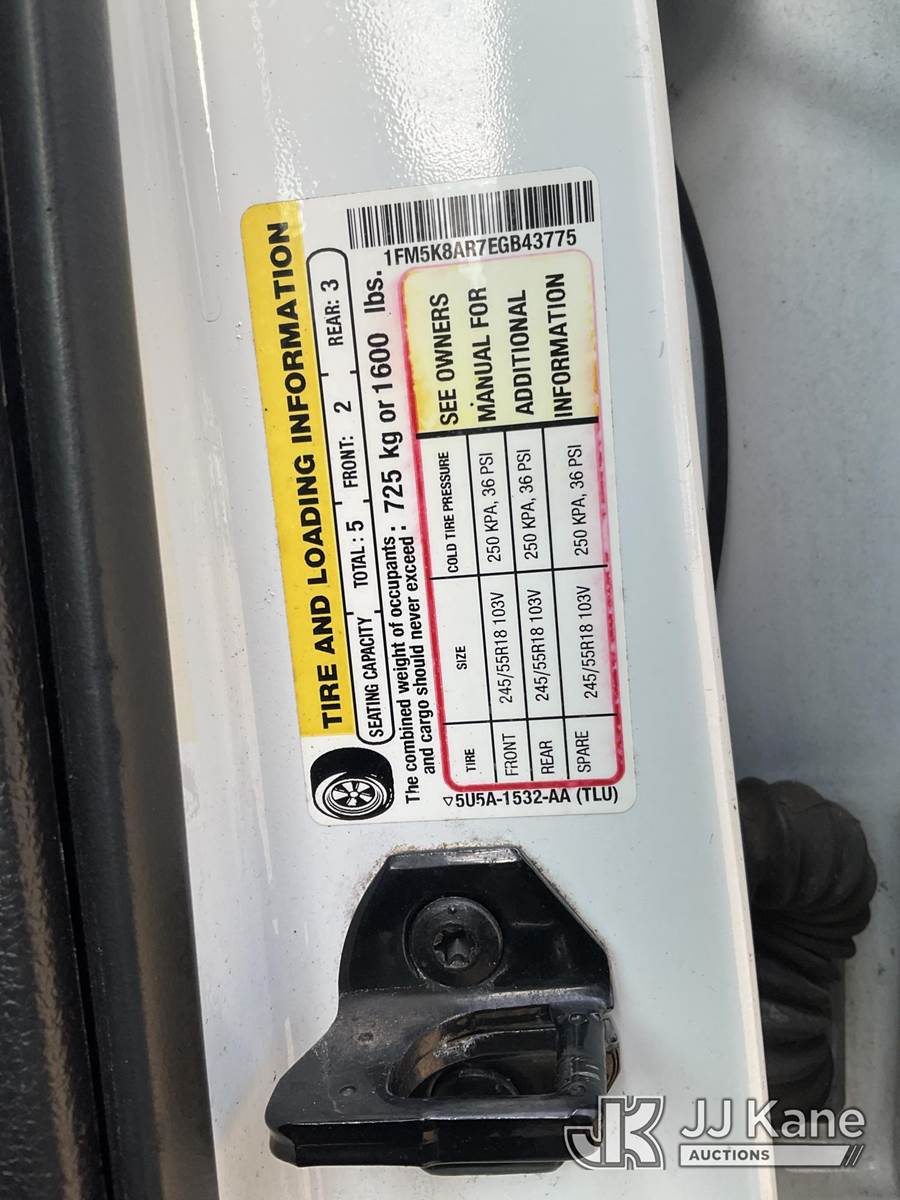 TIRE AND LOADING INFORMATION
SEATING CAPACITY TOTAL : 5 FRONT: 2 REAR: 3
The combined weight of occupants : 725 kg or 1600 lbs.
and cargo should never exceed
TIRE SIZE COLD TIRE PRESSURE
FRONT 245/55R18 103V 250 KPA, 36 PSI
REAR 245/55R18 103V 250 KPA, 36 PSI
SPARE 245/55R18 103V 250 KPA, 36 PSI
SEE OWNERS
MANUAL FOR
ADDITIONAL
INFORMATION
5U5A-1532-AA (TLU)
1FM5K8AR7EGB43775
JK JJ Kane
AUCTIONS